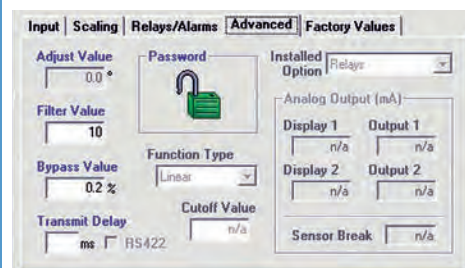 Input Scaling Relays/Alarms Advanced Factory Values
Adjust Value
0.0 °
Filter Value
10
Bypass Value
0.2 %
Transmit Delay
ms RS422
Password
Function Type
Linear
Cutoff Value
n/a
Installed Option Relays
Analog Output (mA)
Display 1 Output 1
n/a n/a
Display 2 Output 2
n/a n/a
Sensor Break n/a